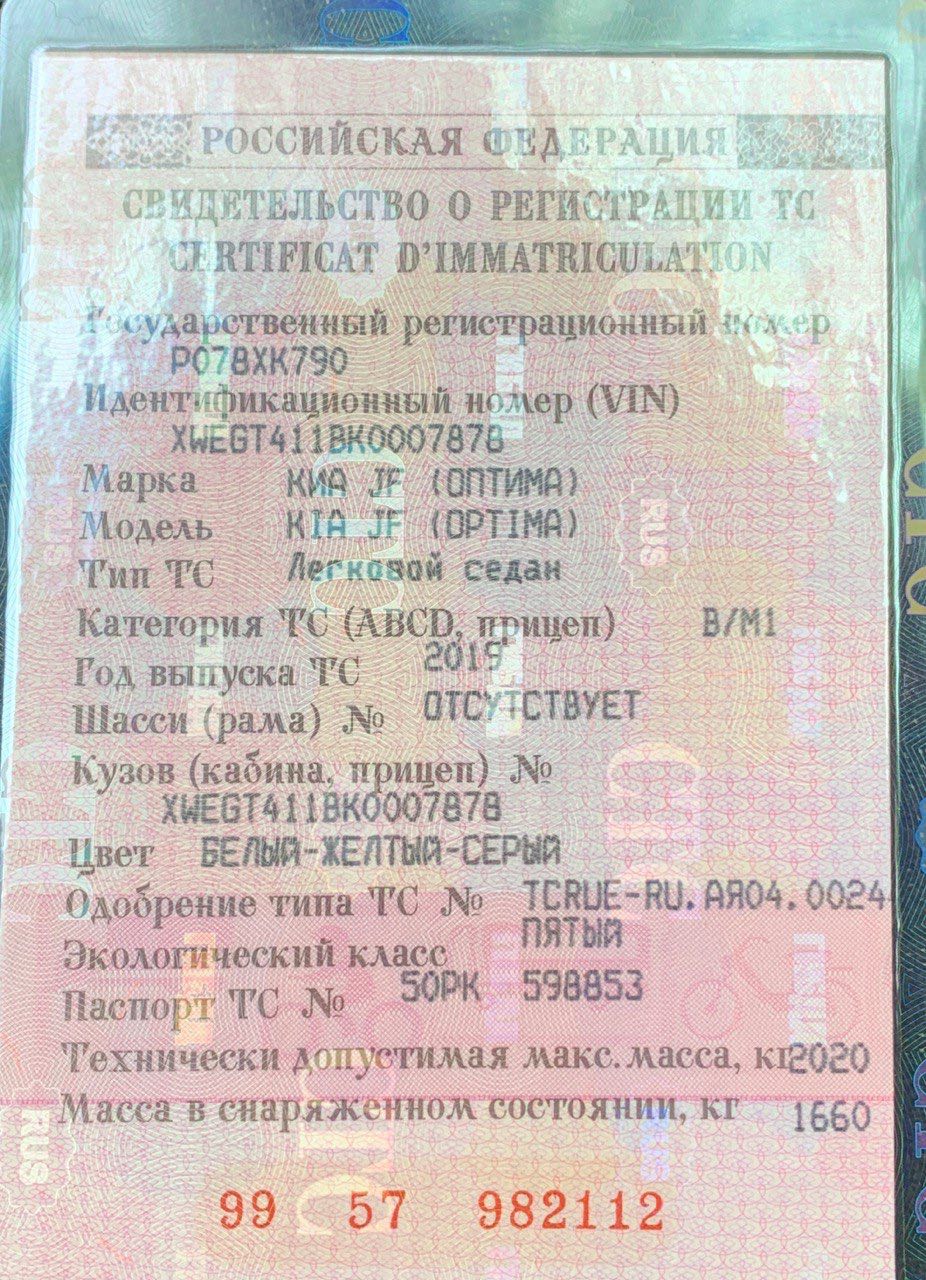 РОССИЙСКАЯ ФЕДЕРАЦИЯ
СВИДЕТЕЛЬСТВО О РЕГИСТРАЦИИ ТС
CERTIFICAT D'IMMATRICULATION
Государственный регистрационный номер
Р078ХК790
Идентификационный номер (VIN)
XWEGT411BK0007878
Марка КИА JF (ОПТИМА)
Модель KIA JF (OPTIMA)
Тип ТС Легковой седан
Категория ТС (ABCD, прицеп) B/M1
Год выпуска ТС 2019
Шасси (рама) № ОТСУТСТВУЕТ
Кузов (кабина, прицеп) №
XWEGT411BK0007878
Цвет БЕЛЫЙ-ЖЕЛТЫЙ-СЕРЫЙ
Одобрение типа ТС № TCRUE-RU.АЯ04.0024
Экологический класс ПЯТЫЙ
Паспорт ТС № 50РК 598853
Технически допустимая макс.масса, кг 2020
Масса в снаряженном состоянии, кг 1660
99 57 982112
RUS
RUS